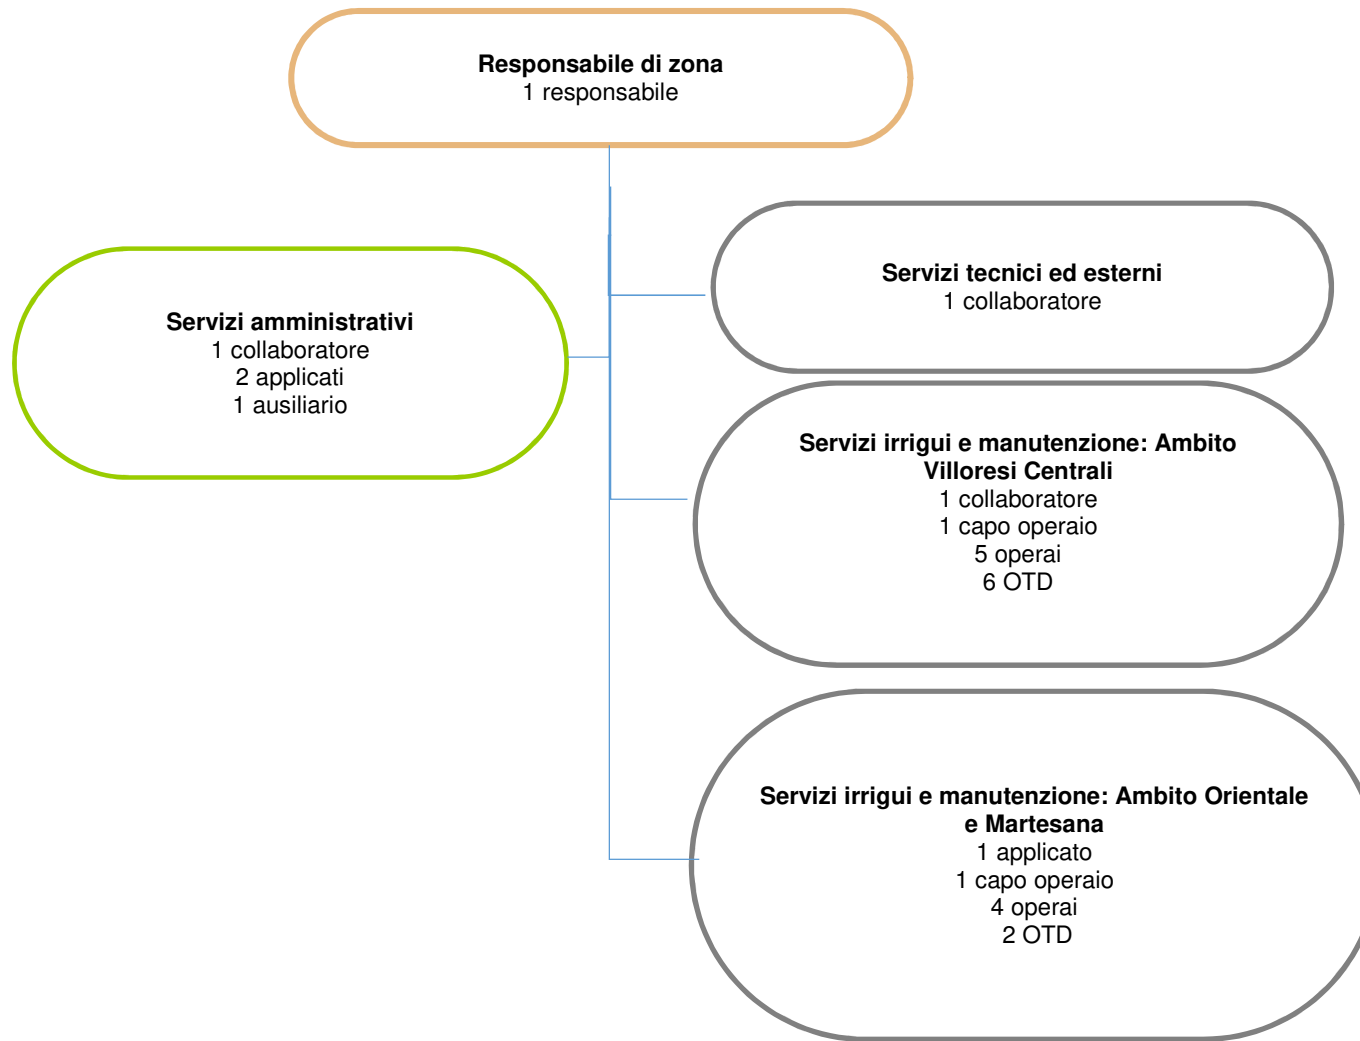 Responsabile di zona
1 responsabile
Servizi amministrativi
1 collaboratore
2 applicati
1 ausiliario
Servizi tecnici ed esterni
1 collaboratore
Servizi irrigui e manutenzione: Ambito
Villoresi Centrali
1 collaboratore
1 capo operaio
5 operai
6 OTD
Servizi irrigui e manutenzione: Ambito Orientale
e Martesana
1 applicato
1 capo operaio
4 operai
2 OTD